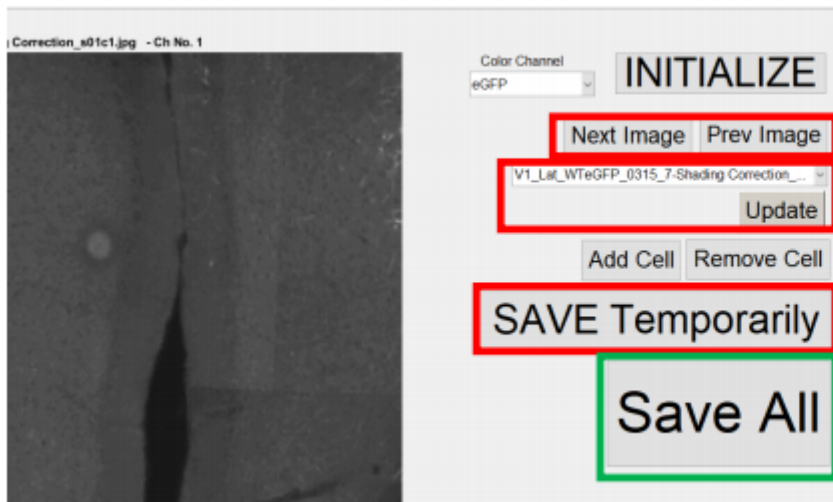 g Correction_s01c1.jpg - Ch No. 1
Color Channel
eGFP
INITIALIZE
Next Image Prev Image
V1_Lat_WTeGFP_0315_7-Shading Correction_...
Update
Add Cell Remove Cell
SAVE Temporarily
Save All